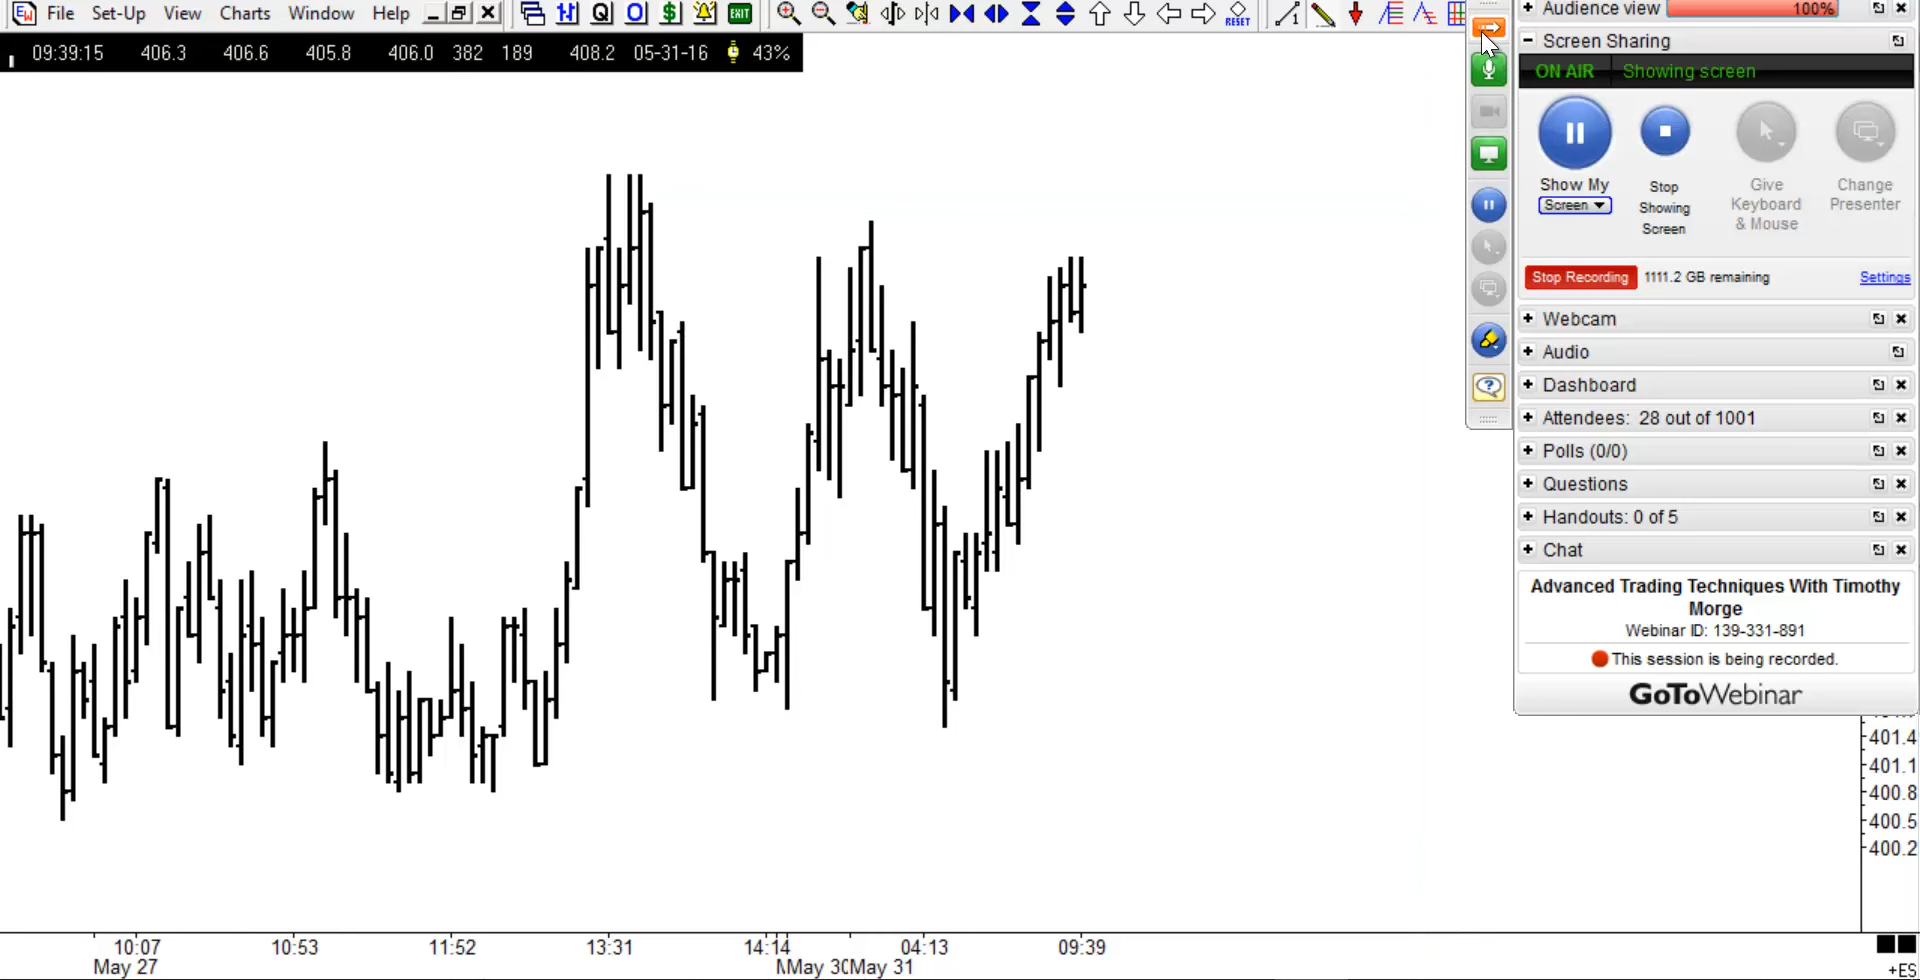 File Set-Up View Charts Window Help
EXIT
RESET
09:39:15 406.3 406.6 405.8 406.0 382 189 408.2 05-31-16 43%
Audience view 100%
Screen Sharing
ON AIR Showing screen
Show My
Screen
Stop
Showing
Screen
Give
Keyboard
& Mouse
Change
Presenter
Stop Recording 1111.2 GB remaining Settings
Webcam
Audio
Dashboard
Attendees: 28 out of 1001
Polls (0/0)
Questions
Handouts: 0 of 5
Chat
Advanced Trading Techniques With Timothy
Morge
Webinar ID: 139-331-891
This session is being recorded.
GoToWebinar
401.4
401.1
400.8
400.5
400.2
10:07 10:53 11:52 13:31 14:14 04:13 09:39
May 27 May 31
+ES